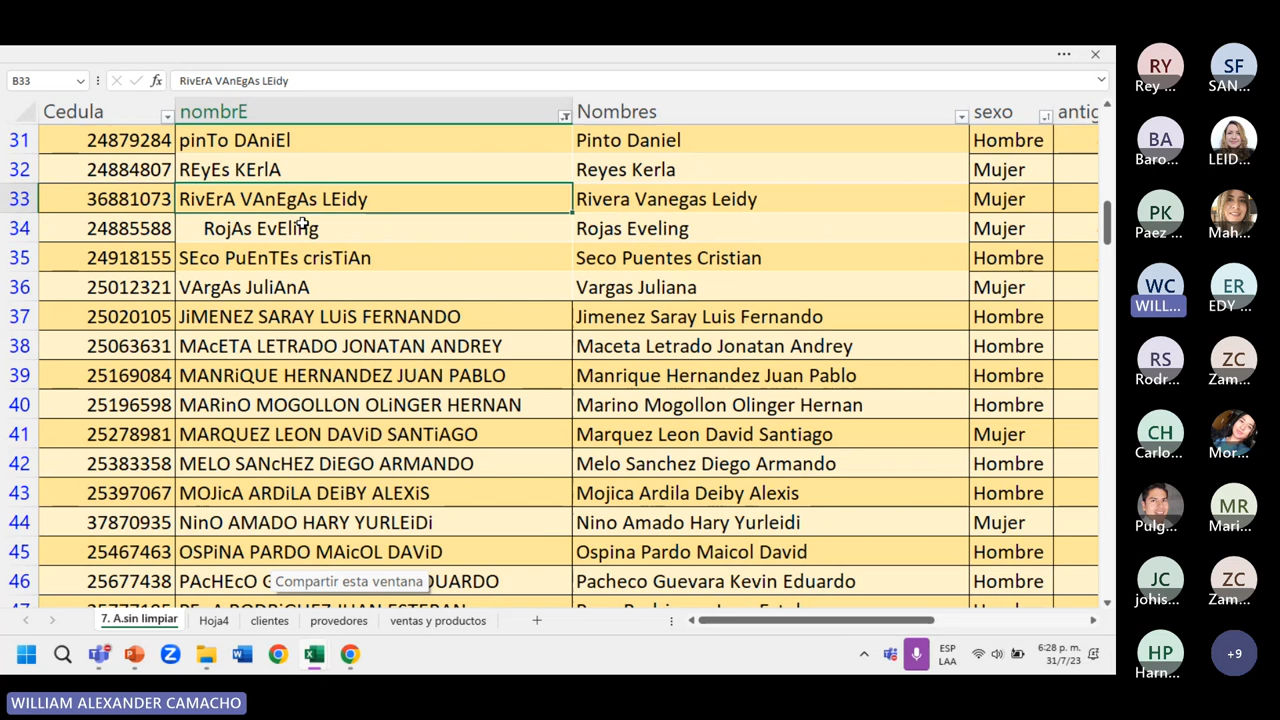 B33 fx RivErA VAnEgAs LEidy
Cedula nombrE Nombres sexo antig
31 24879284 pinTo DAniEl Pinto Daniel Hombre
32 24884807 REyEs KErlA Reyes Kerla Mujer
33 36881073 RivErA VAnEgAs LEidy Rivera Vanegas Leidy Mujer
34 24885588 RojAs EvEling Rojas Eveling Mujer
35 24918155 SEco PuEnTEs crisTiAn Seco Puentes Cristian Hombre
36 25012321 VArgAs JuliAnA Vargas Juliana Mujer
37 25020105 JiMENEZ SARAY LUiS FERNANDO Jimenez Saray Luis Fernando Hombre
38 25063631 MAcETA LETRADO JONATAN ANDREY Maceta Letrado Jonatan Andrey Hombre
39 25169084 MANRiQUE HERNANDEZ JUAN PABLO Manrique Hernandez Juan Pablo Hombre
40 25196598 MARinO MOGOLLON OLiNGER HERNAN Marino Mogollon Olinger Hernan Hombre
41 25278981 MARQUEZ LEON DAViD SANTiAGO Marquez Leon David Santiago Mujer
42 25383358 MELO SANcHEZ DiEGO ARMANDO Melo Sanchez Diego Armando Hombre
43 25397067 MOJicA ARDiLA DEiBY ALEXiS Mojica Ardila Deiby Alexis Hombre
44 37870935 NinO AMADO HARY YURLEiDi Nino Amado Hary Yurleidi Mujer
45 25467463 OSPiNA PARDO MAicOL DAViD Ospina Pardo Maicol David Hombre
46 25677438 PAcHEcO G Compartir esta ventana DUARDO Pacheco Guevara Kevin Eduardo Hombre
7. A.sin limpiar Hoja4 clientes provedores ventas y productos
ESP
LAA
6:28 p. m.
31/7/23
WILLIAM ALEXANDER CAMACHO
RY SF
Rey ... SAN...
BA
Baro... LEID...
PK
Paez ... Mah...
WC ER
WILL... EDY ...
RS ZC
Rodr... Zam...
CH
Carlo... Mor...
MR
Pulg... Mari...
JC ZC
johis... Zam...
HP +9
Harn...